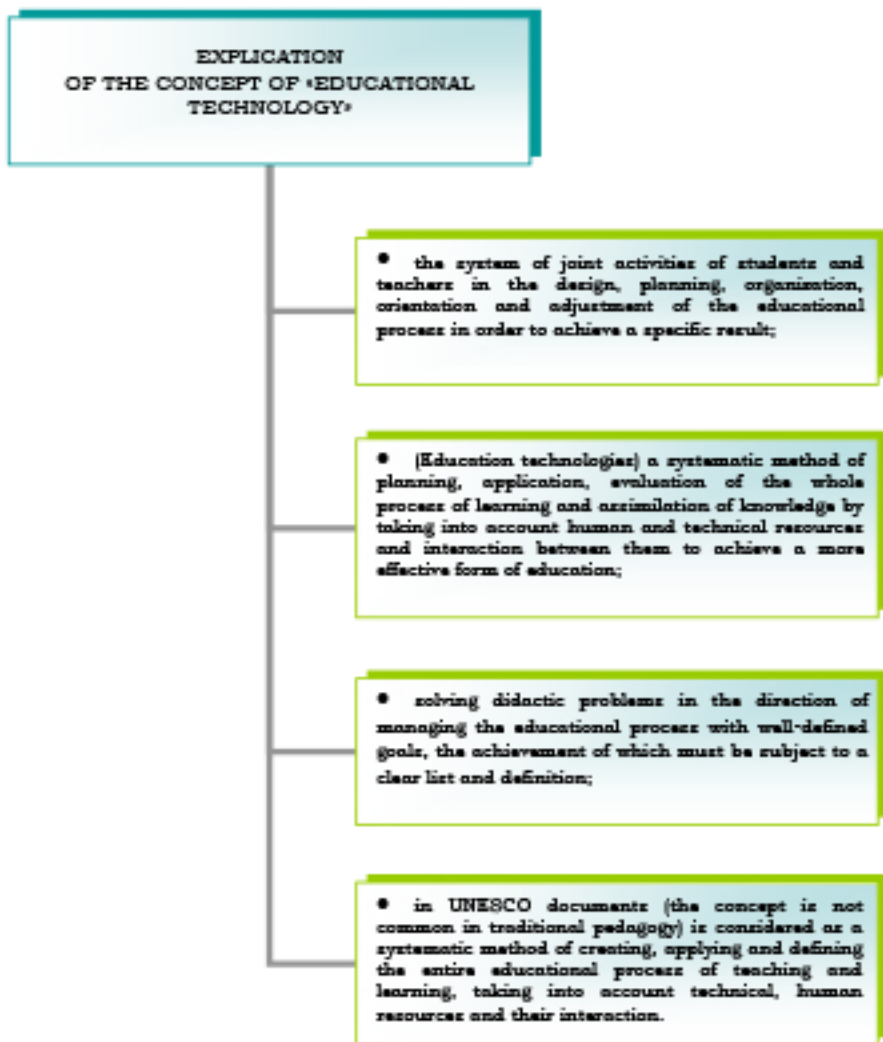 EXPLICATION
OF THE CONCEPT OF «EDUCATIONAL
TECHNOLOGY»
• the system of joint activities of students and
teachers in the design, planning, organization,
orientation and adjustment of the educational
process in order to achieve a specific result;
• (Education technologies) a systematic method of
planning, application, evaluation of the whole
process of learning and assimilation of knowledge by
taking into account human and technical resources
and interaction between them to achieve a more
effective form of education;
• solving didactic problems in the direction of
managing the educational process with well-defined
goals, the achievement of which must be subject to a
clear list and definition;
• in UNESCO documents (the concept is not
common in traditional pedagogy) is considered as a
systematic method of creating, applying and defining
the entire educational process of teaching and
learning, taking into account technical, human
resources and their interaction.